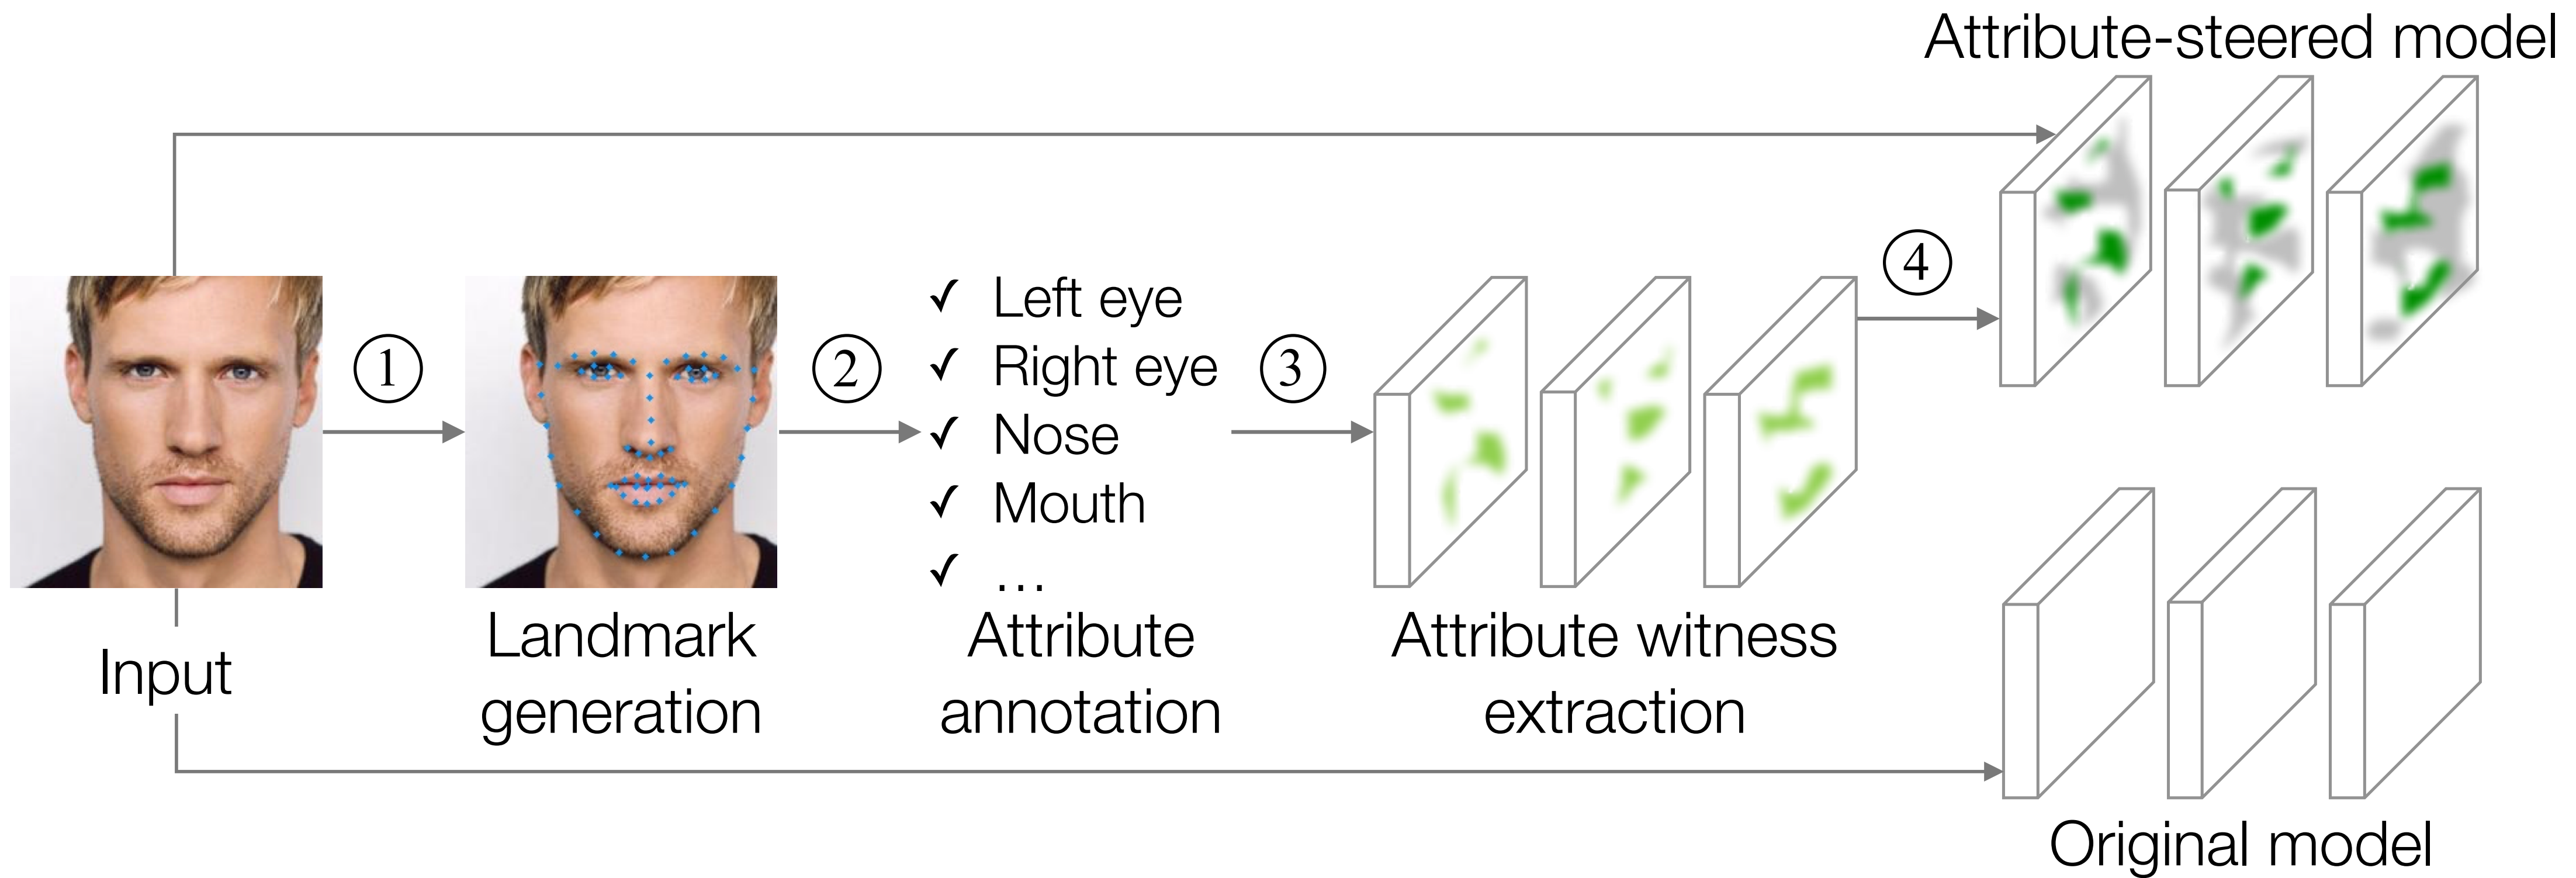 Attribute-steered model
① ② ③ ④
✓ Left eye
✓ Right eye
✓ Nose
✓ Mouth
✓ ...
Input
Landmark
generation
Attribute
annotation
Attribute witness
extraction
Original model